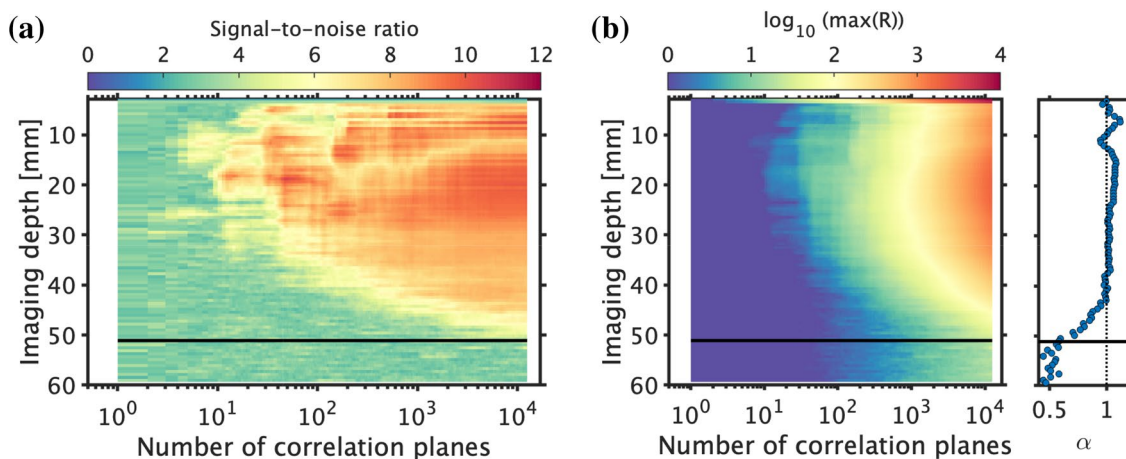 (a)
Signal-to-noise ratio
0 2 4 6 8 10 12
Imaging depth [mm]
10
20
30
40
50
60
10^0 10^1 10^2 10^3 10^4
Number of correlation planes
(b)
log_10 (max(R))
0 1 2 3 4
Imaging depth [mm]
10
20
30
40
50
60
10^0 10^1 10^2 10^3 10^4
Number of correlation planes
0.5 1
α